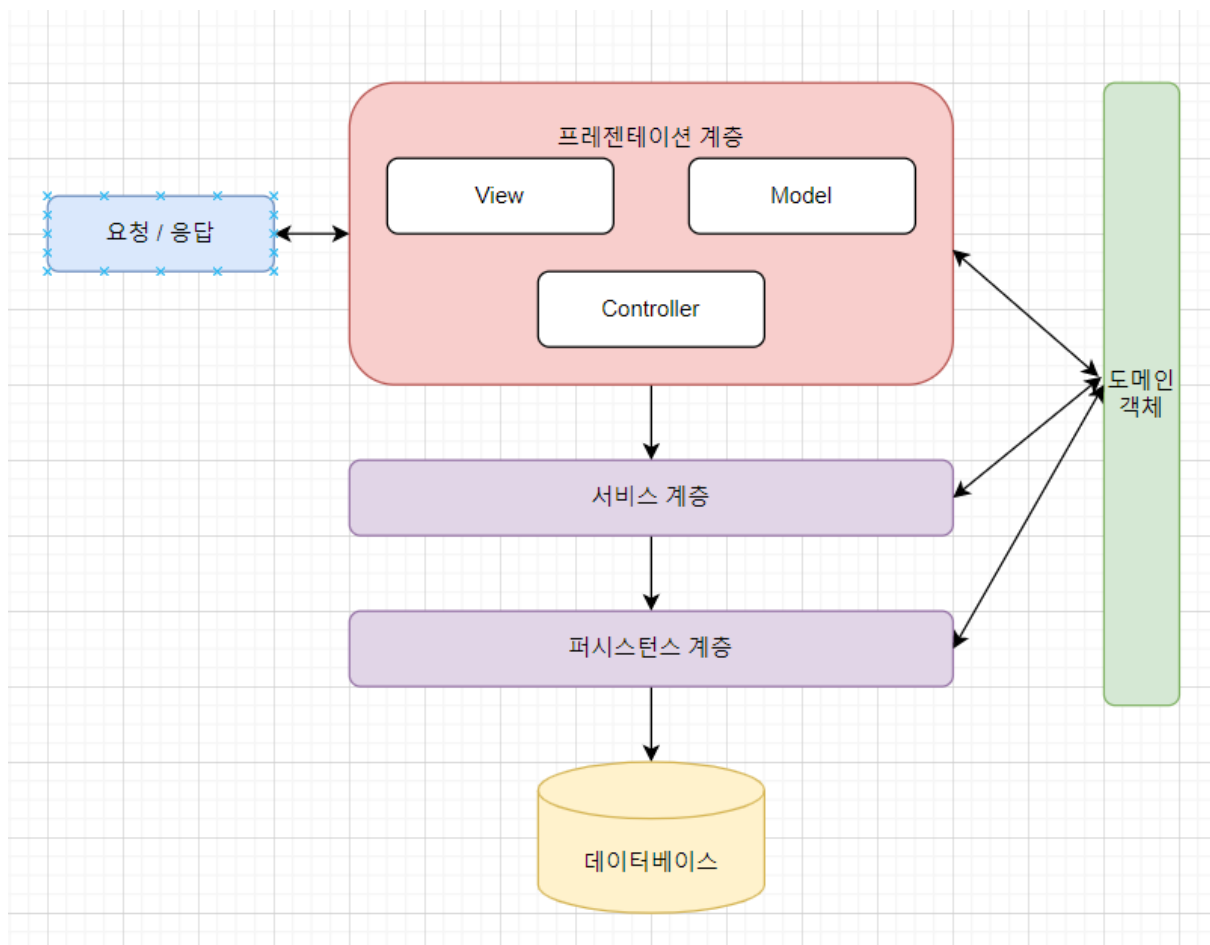 프레젠테이션 계층
View
Model
요청 / 응답
Controller
도메인
객체
서비스 계층
퍼시스턴스 계층
데이터베이스